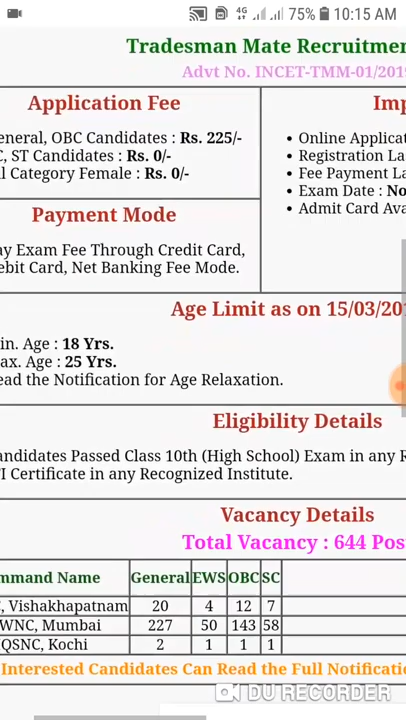 4G 75% 10:15 AM
Tradesman Mate Recruitmen
Advt No. INCET-TMM-01/2019
Application Fee
Imp
eneral, OBC Candidates : Rs. 225/-
C, ST Candidates : Rs. 0/-
l Category Female : Rs. 0/-
Online Applicat
Registration La
Fee Payment La
Exam Date : No
Admit Card Ava
Payment Mode
ay Exam Fee Through Credit Card,
ebit Card, Net Banking Fee Mode.
Age Limit as on 15/03/201
in. Age : 18 Yrs.
ax. Age : 25 Yrs.
ead the Notification for Age Relaxation.
Eligibility Details
andidates Passed Class 10th (High School) Exam in any R
I Certificate in any Recognized Institute.
Vacancy Details
Total Vacancy : 644 Pos
mmand Name General EWS OBC SC
C, Vishakhapatnam 20 4 12 7
WNC, Mumbai 227 50 143 58
HQSNC, Kochi 2 1 1 1
Interested Candidates Can Read the Full Notificatio
DU RECORDER